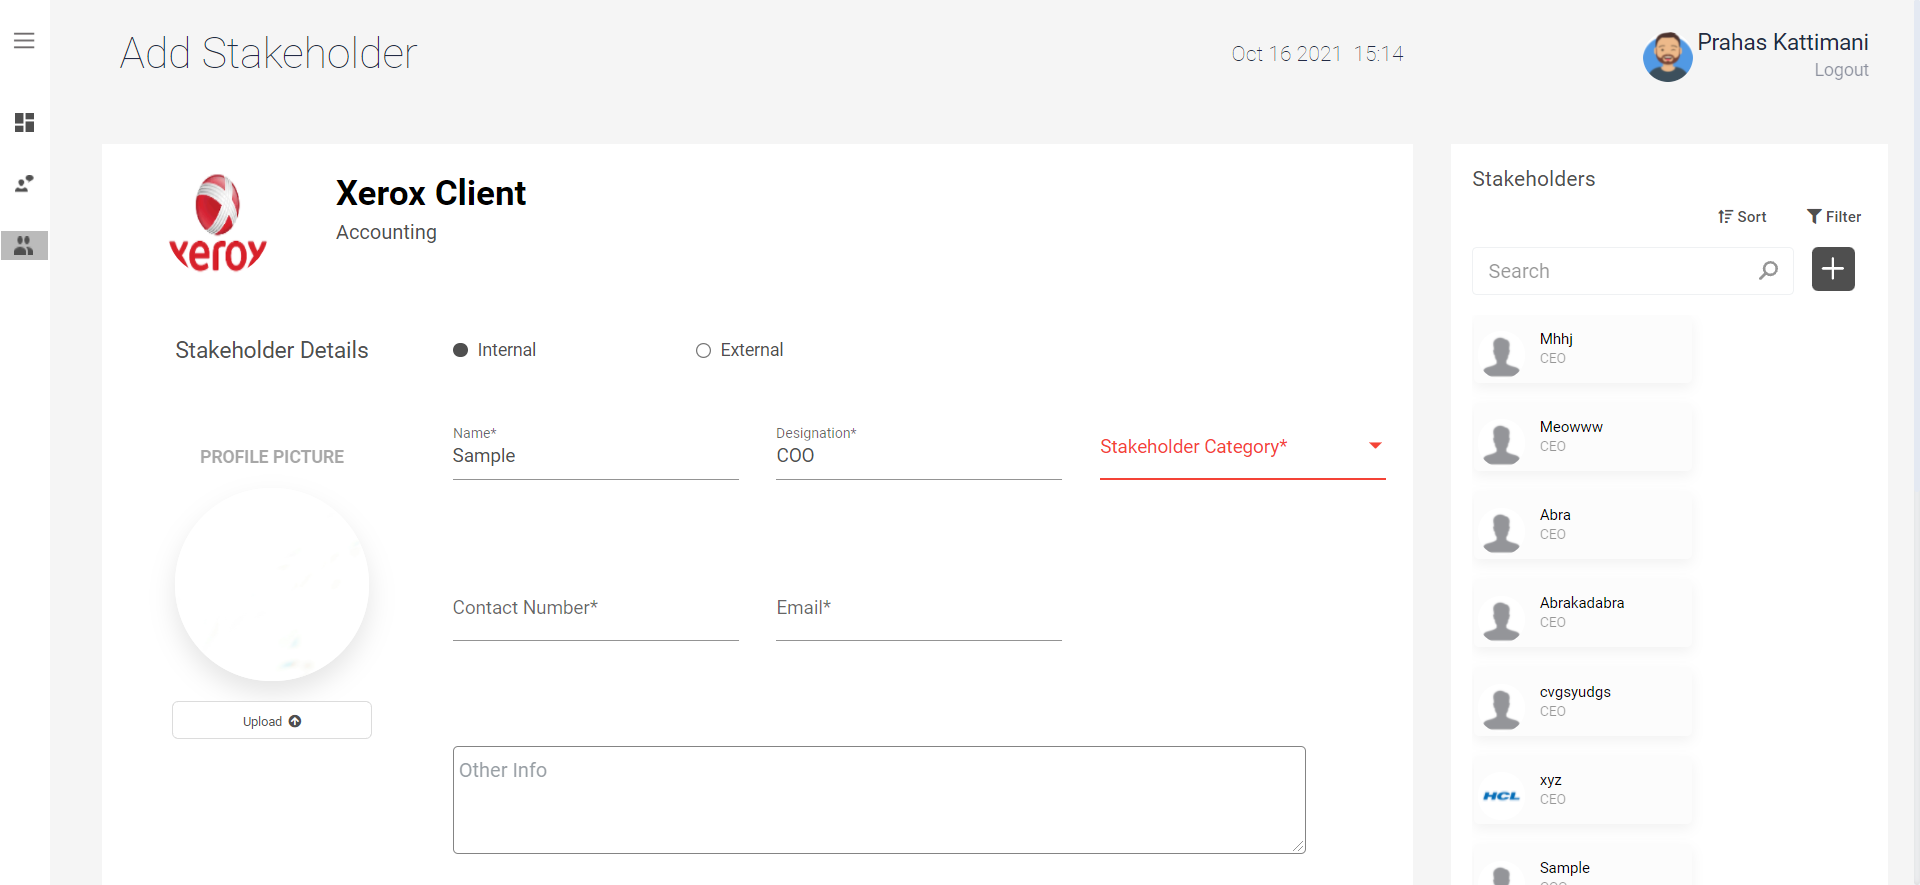 Add Stakeholder
Oct 16 2021 15:14
Prahas Kattimani
Logout
xeroy
Xerox Client
Accounting
Stakeholder Details
Internal
External
PROFILE PICTURE
Upload
Name*
Sample
Designation*
COO
Stakeholder Category*
Contact Number*
Email*
Other Info
Stakeholders
Sort
Filter
Search
Mhhj
CEO
Meowww
CEO
Abra
CEO
Abrakadabra
CEO
cvgsyudgs
CEO
HCL
xyz
CEO
Sample